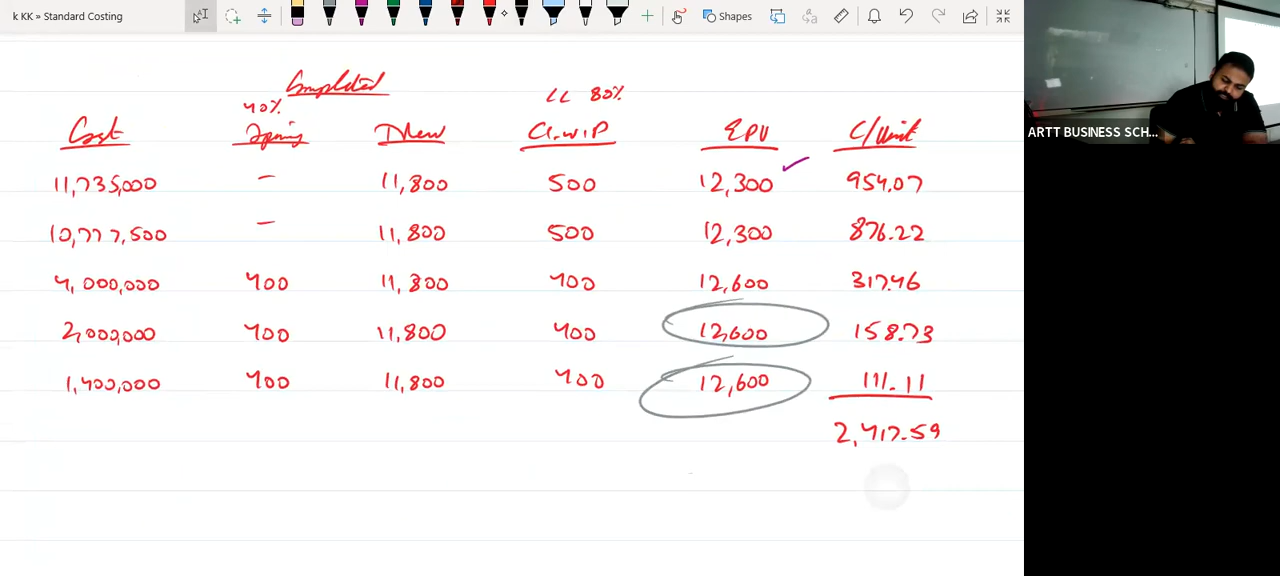 k KK » Standard Costing
Shapes
ARTT BUSINESS SCH...
Completed
40% 80%
Cost Opening New Cl.W.I.P EPU C/Unit
11,735,000 - 11,800 500 12,300 954.07
10,777,500 - 11,800 500 12,300 876.22
4,000,000 400 11,800 400 12,600 317.46
2,000,000 400 11,800 400 12,600 158.73
1,400,000 400 11,800 400 12,600 111.11
2,417.59